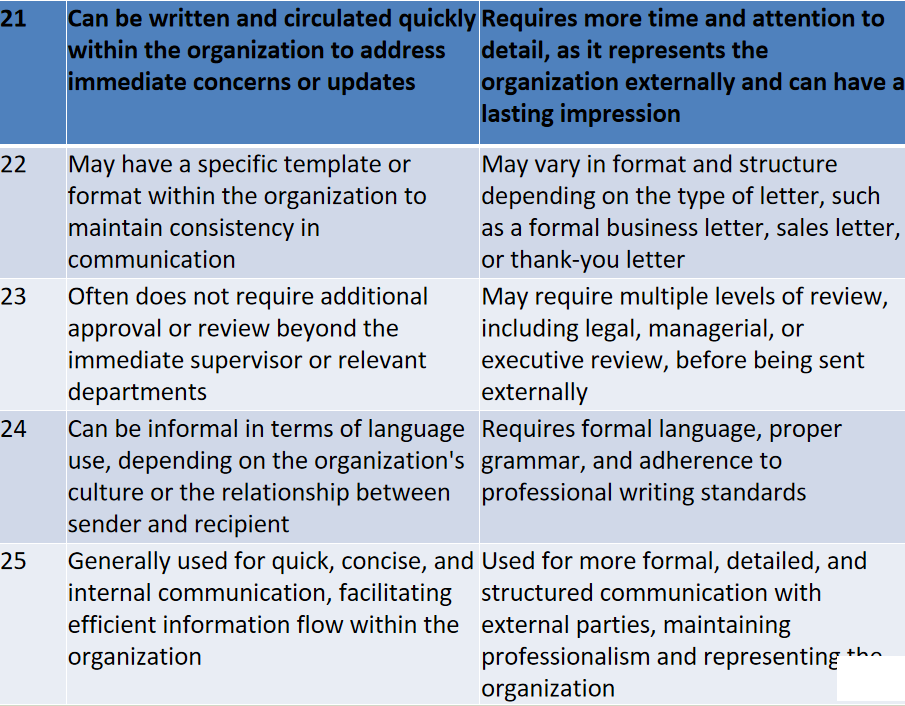 21
Can be written and circulated quickly
within the organization to address
immediate concerns or updates
Requires more time and attention to
detail, as it represents the
organization externally and can have a
lasting impression
22
May have a specific template or
format within the organization to
maintain consistency in
communication
May vary in format and structure
depending on the type of letter, such
as a formal business letter, sales letter,
or thank-you letter
23
Often does not require additional
approval or review beyond the
immediate supervisor or relevant
departments
May require multiple levels of review,
including legal, managerial, or
executive review, before being sent
externally
24
Can be informal in terms of language
use, depending on the organization's
culture or the relationship between
sender and recipient
Requires formal language, proper
grammar, and adherence to
professional writing standards
25
Generally used for quick, concise, and
internal communication, facilitating
efficient information flow within the
organization
Used for more formal, detailed, and
structured communication with
external parties, maintaining
professionalism and representing the
organization